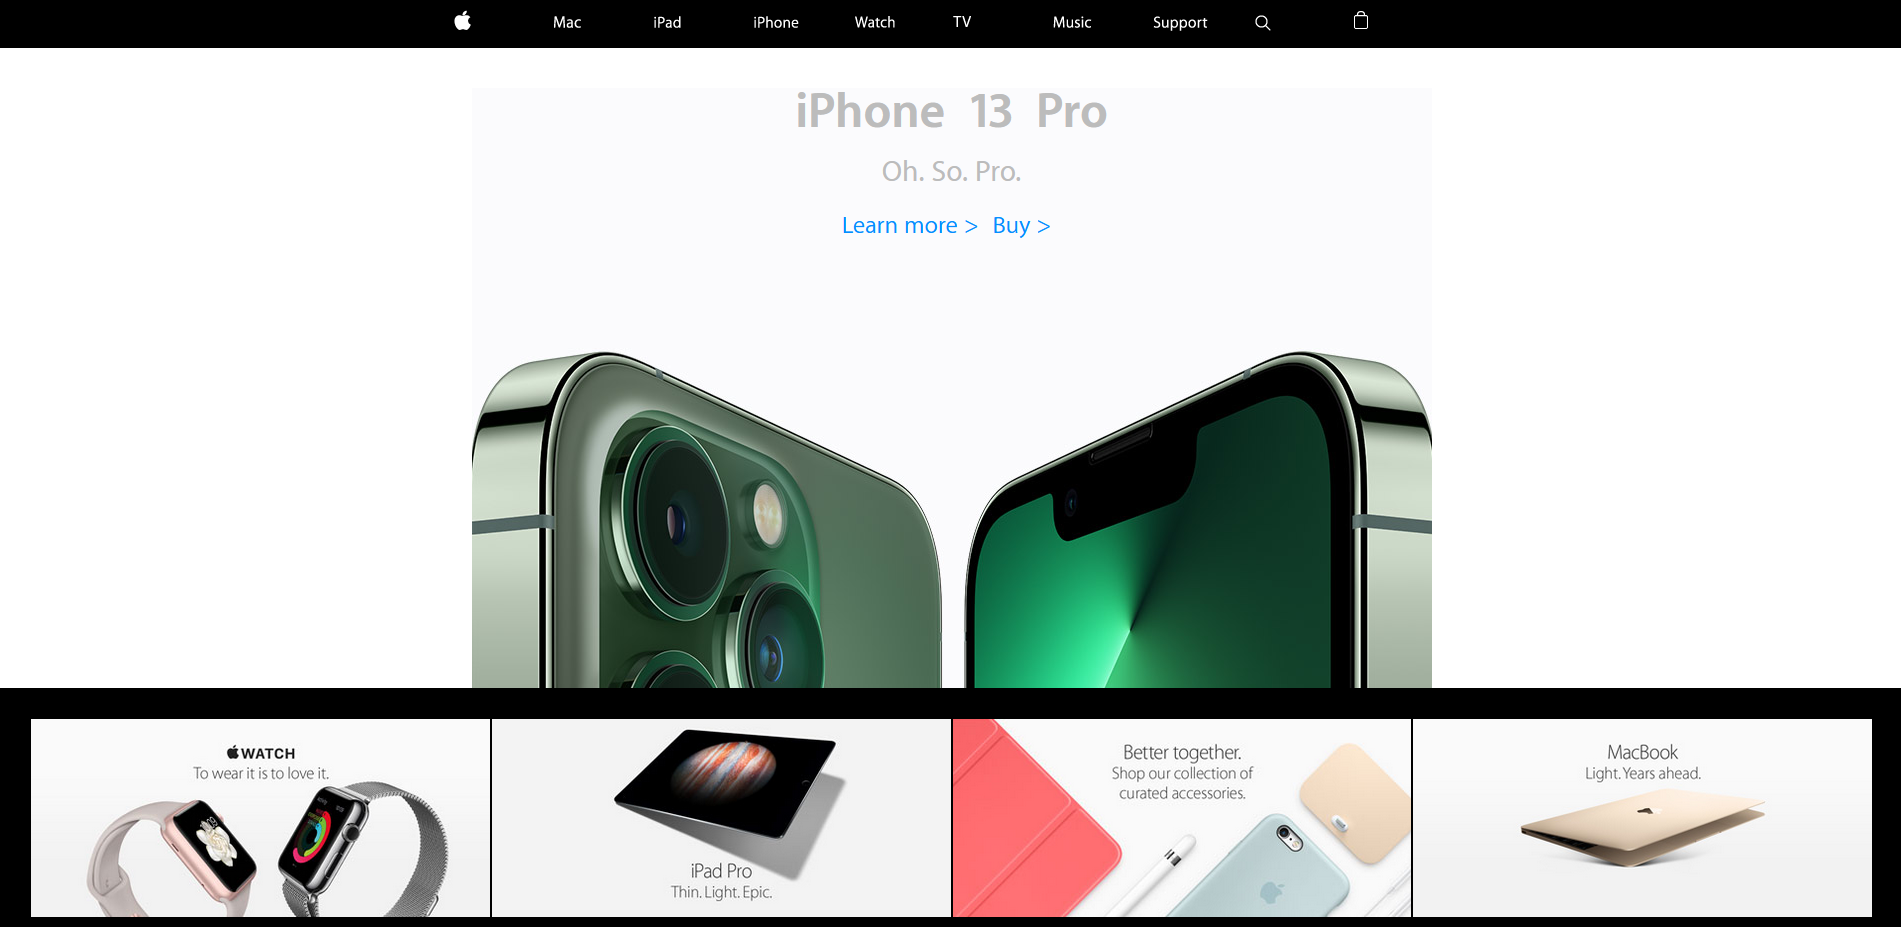 Mac iPad iPhone Watch TV Music Support
iPhone 13 Pro
Oh. So. Pro.
Learn more > Buy >
WATCH
To wear it is to love it.
iPad Pro
Thin. Light. Epic.
Better together.
Shop our collection of
curated accessories.
MacBook
Light. Years ahead.